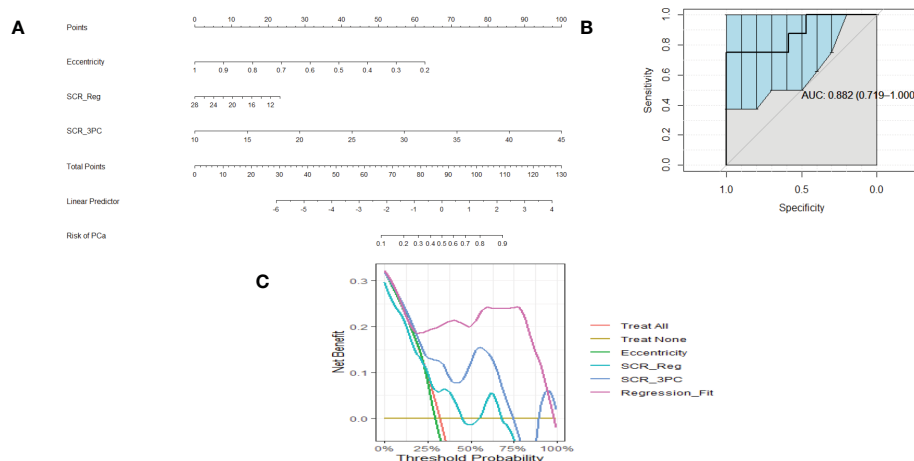 A
Points
0 10 20 30 40 50 60 70 80 90 100
Eccentricity
1 0.9 0.8 0.7 0.6 0.5 0.4 0.3 0.2
SCR_Reg
28 24 20 16 12
SCR_3PC
10 15 20 25 30 35 40 45
Total Points
0 10 20 30 40 50 60 70 80 90 100 110 120 130
Linear Predictor
-6 -5 -4 -3 -2 -1 0 1 2 3 4
Risk of PCa
0.1 0.2 0.3 0.4 0.5 0.6 0.7 0.8 0.9
B
Sensitivity
1.0
0.8
0.6
0.4
0.2
0.0
AUC: 0.882 (0.719–1.000
1.0 0.5 0.0
Specificity
C
Net Benefit
0.3
0.2
0.1
0.0
0% 25% 50% 75% 100%
Threshold Probability
Treat All
Treat None
Eccentricity
SCR_Reg
SCR_3PC
Regression_Fit